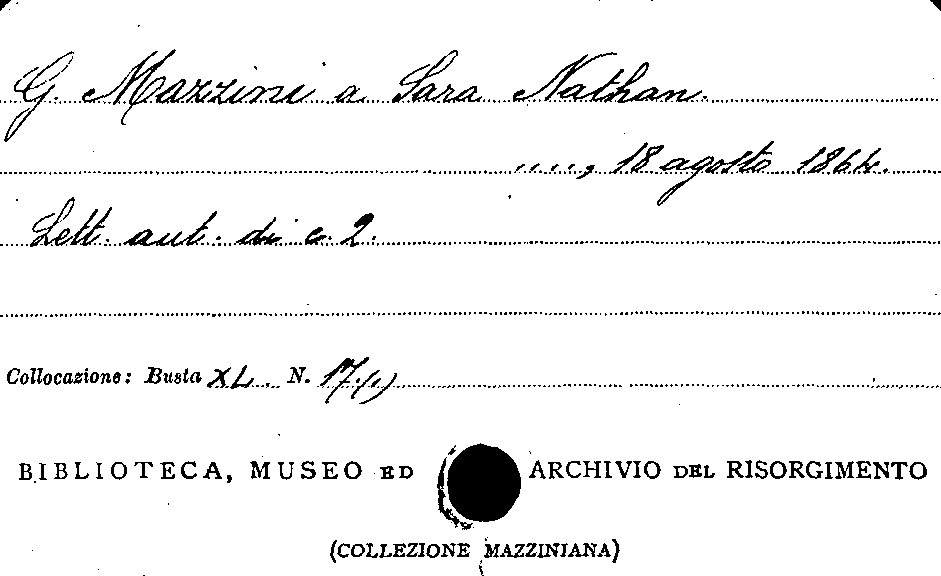 G. Mazzini a Sara Nathan.
...., 18 agosto 1864.
Lett. aut. di c. 2.
Collocazione: Busta XL. N. 17.(1)
BIBLIOTECA, MUSEO ED ARCHIVIO DEL RISORGIMENTO
(COLLEZIONE MAZZINIANA)